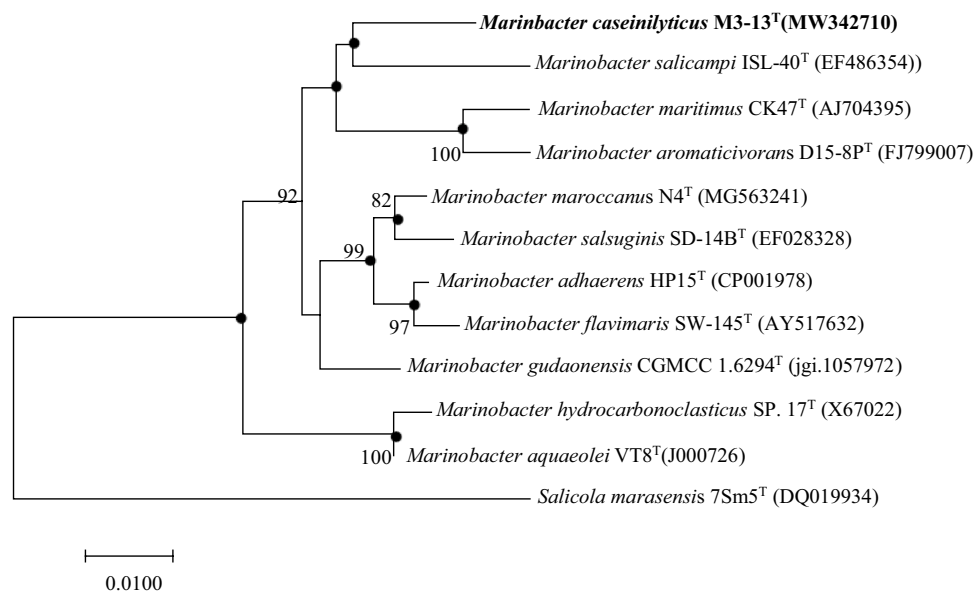 Marinbacter caseinilyticus M3-13ᵀ(MW342710)
Marinobacter salicampi ISL-40ᵀ (EF486354))
Marinobacter maritimus CK47ᵀ (AJ704395)
100
Marinobacter aromaticivorans D15-8Pᵀ (FJ799007)
92
82
Marinobacter maroccanus N4ᵀ (MG563241)
Marinobacter salsuginis SD-14Bᵀ (EF028328)
99
Marinobacter adhaerens HP15ᵀ (CP001978)
97
Marinobacter flavimaris SW-145ᵀ (AY517632)
Marinobacter gudaonensis CGMCC 1.6294ᵀ (jgi.1057972)
Marinobacter hydrocarbonoclasticus SP. 17ᵀ (X67022)
100
Marinobacter aquaeolei VT8ᵀ(J000726)
Salicola marasensis 7Sm5ᵀ (DQ019934)
0.0100